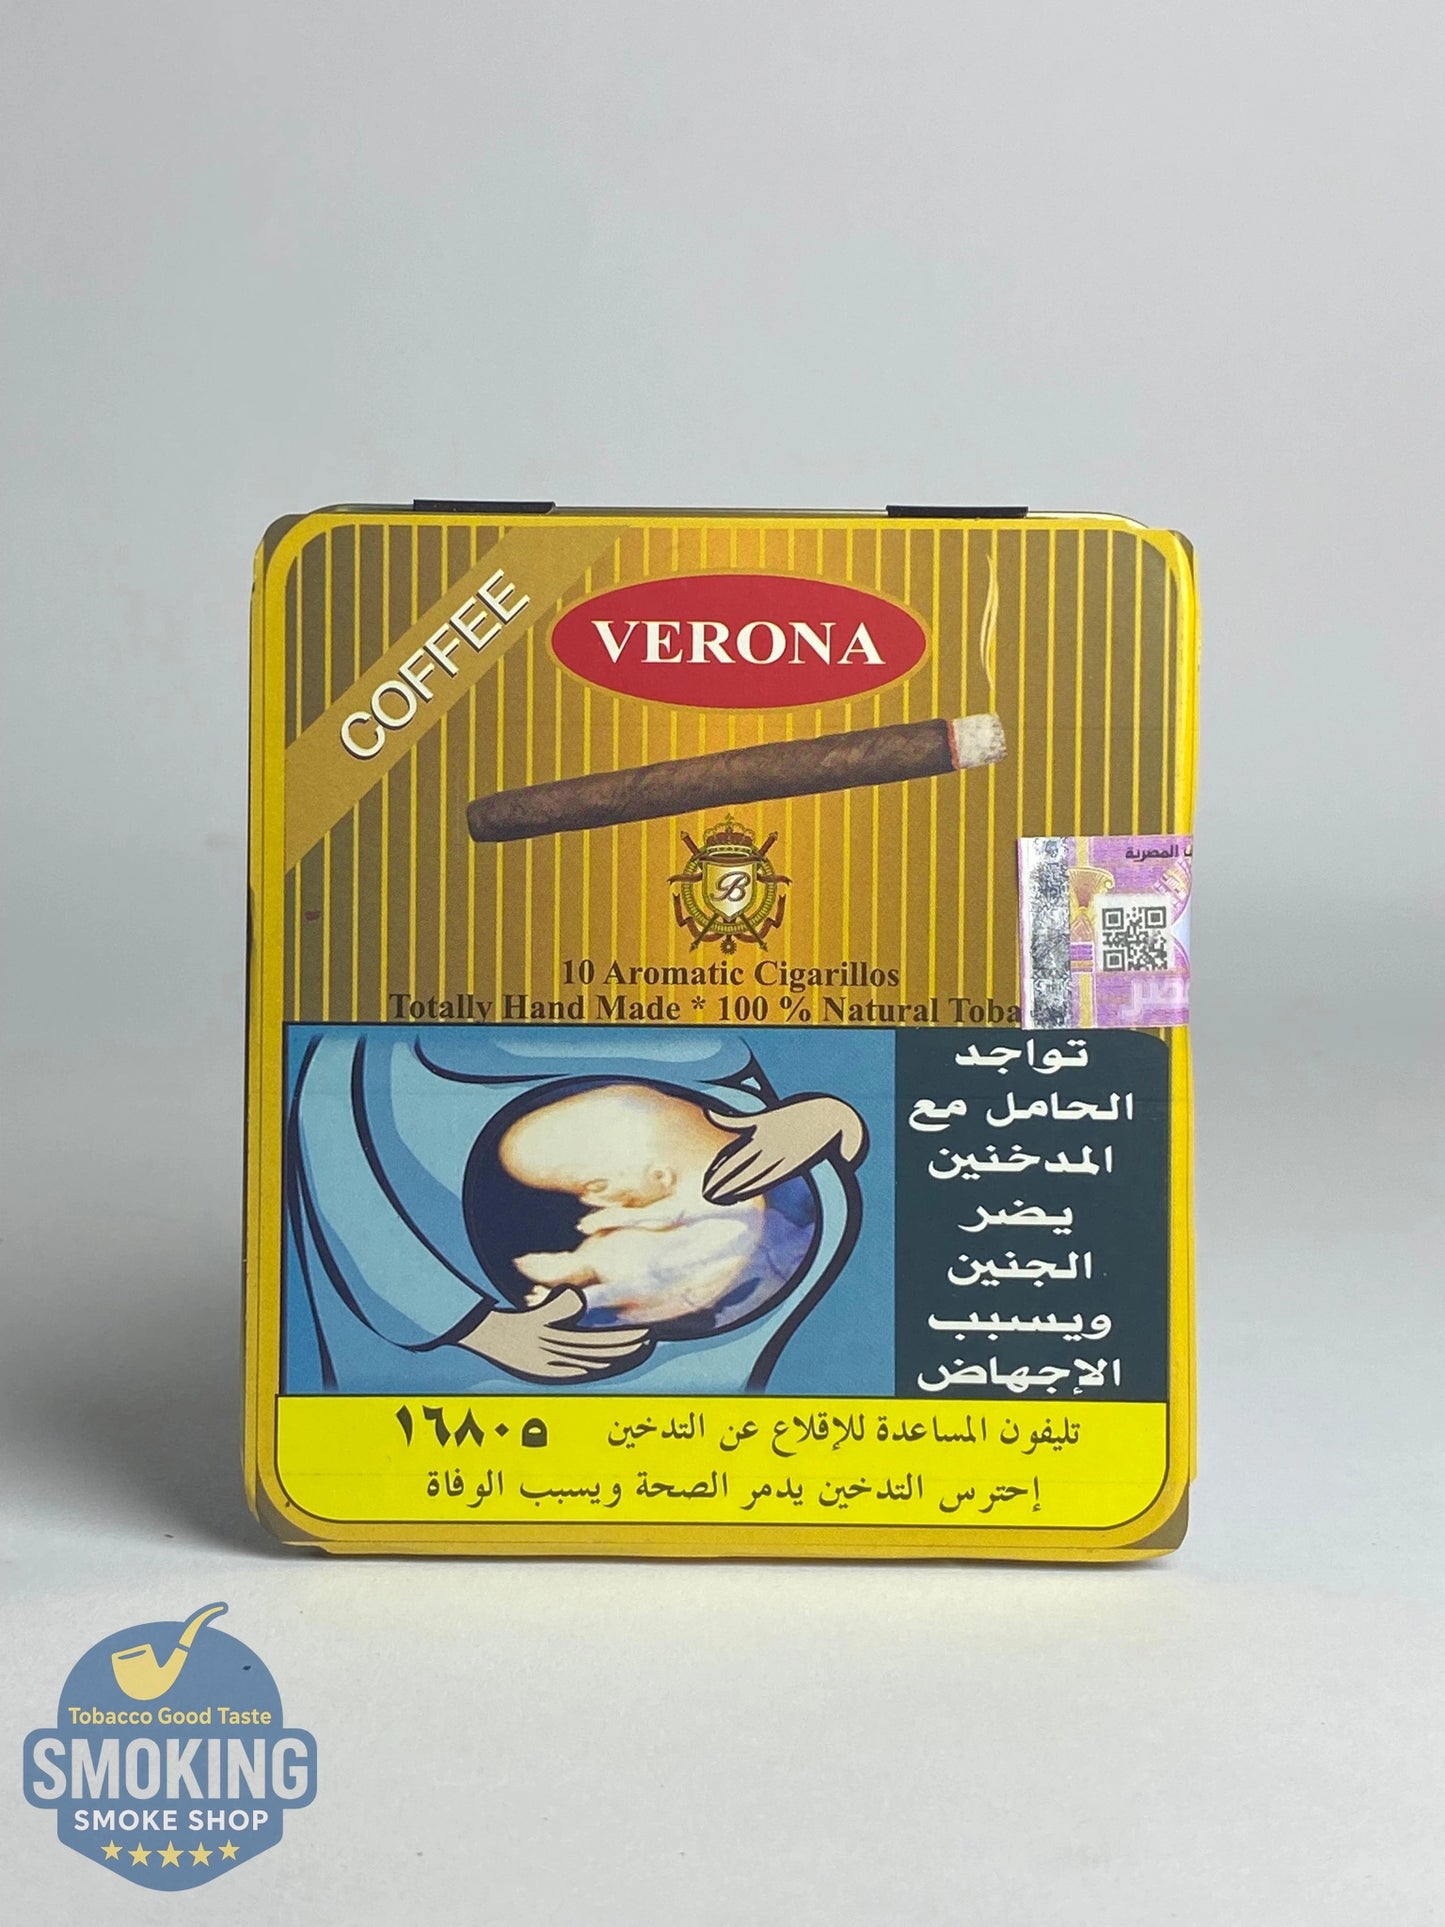 COFFEE
VERONA
المصرية
B
10 Aromatic Cigarillos
Totally Hand Made * 100 % Natural
تواجد
الحامل مع
المدخنين
يضر
الجنين
ويسبب
الإجهاض
تليفون المساعدة للإقلاع عن التدخين ١٦٨٠٥
إحترس التدخين يدمر الصحة ويسبب الوفاة
Tobacco Good Taste
SMOKING
SMOKE SHOP